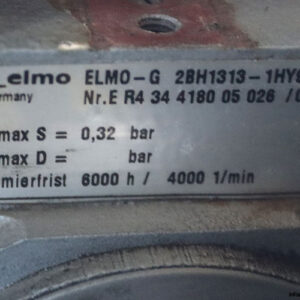 elmo ELMO-G 2BH1313-1HY
ermany Nr.E R4 34 4180 05 026 /
max S = 0,32 bar
max D = bar
mierfrist 6000 h / 4000 1/min